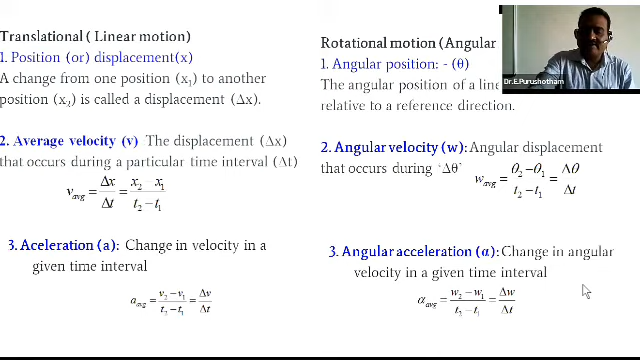 Translational ( Linear motion)
1. Position (or) displacement(x)
A change from one position (x₁) to another
position (x₂) is called a displacement (Δx).
2. Average velocity (v) The displacement (Δx)
that occurs during a particular time interval (Δt)
v_avg = Δx/Δt = (x₂ − x₁)/(t₂ − t₁)
3. Aceleration (a): Change in velocity in a
given time interval
a_avg = (v₂ − v₁)/(t₂ − t₁) = Δv/Δt
Rotational motion (Angular
1. Angular position: - (θ)
The angular position of a line
relative to a reference direction.
2. Angular velocity (w): Angular displacement
that occurs during ‘Δθ’
w_avg = (θ₂ − θ₁)/(t₂ − t₁) = Δθ/Δt
3. Angular acceleration (α): Change in angular
velocity in a given time interval
α_avg = (w₂ − w₁)/(t₂ − t₁) = Δw/Δt
Dr.E.Purushotham